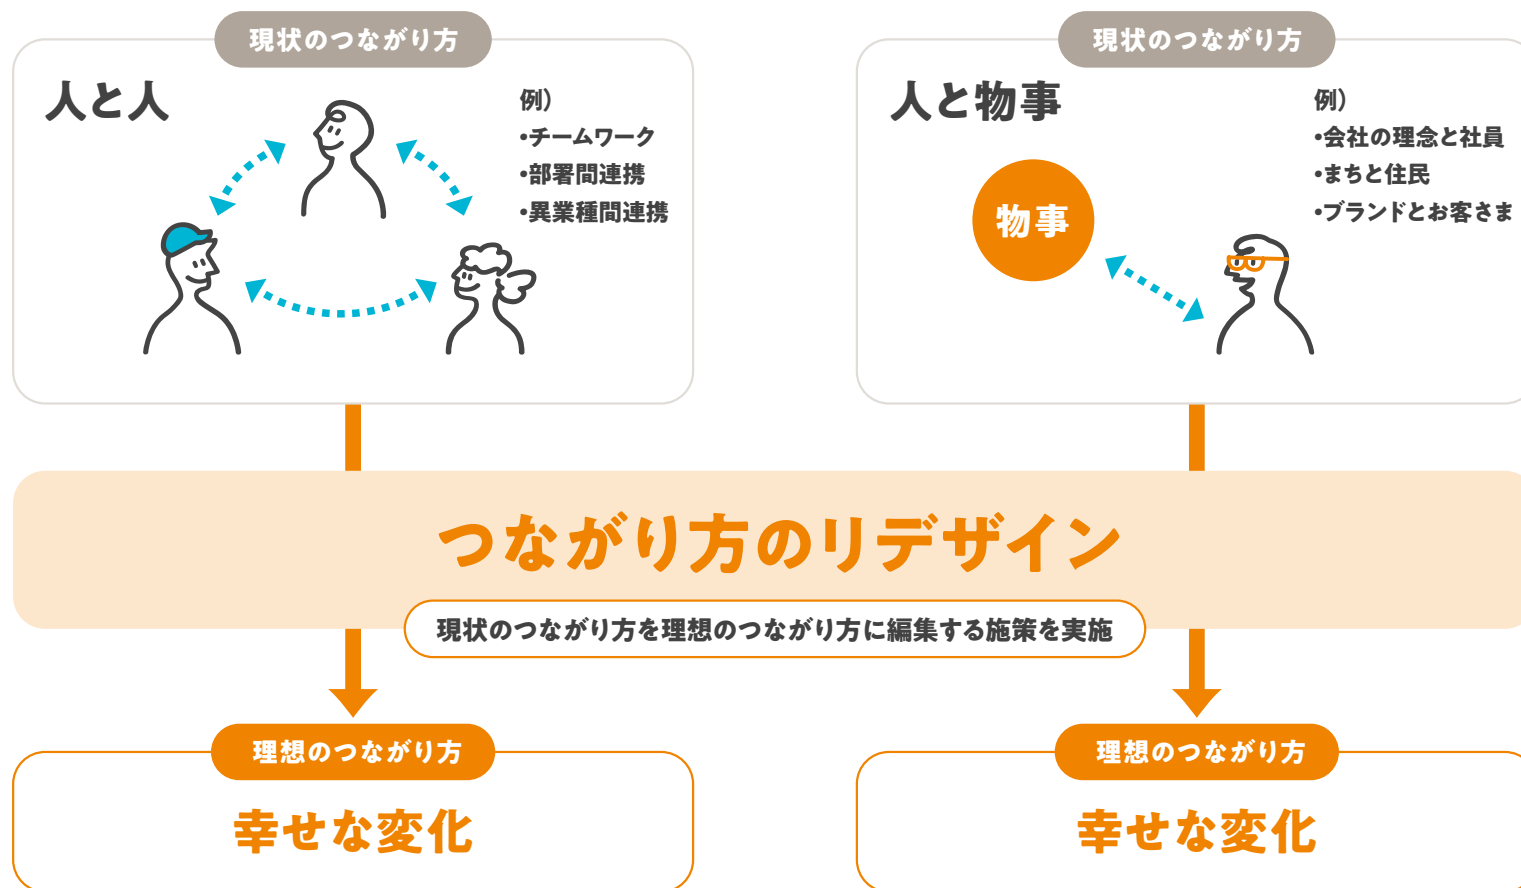 現状のつながり方
人と人
例）
•チームワーク
•部署間連携
•異業種間連携
現状のつながり方
人と物事
例）
•会社の理念と社員
•まちと住民
•ブランドとお客さま
物事
つながり方のリデザイン
現状のつながり方を理想のつながり方に編集する施策を実施
理想のつながり方
幸せな変化
理想のつながり方
幸せな変化